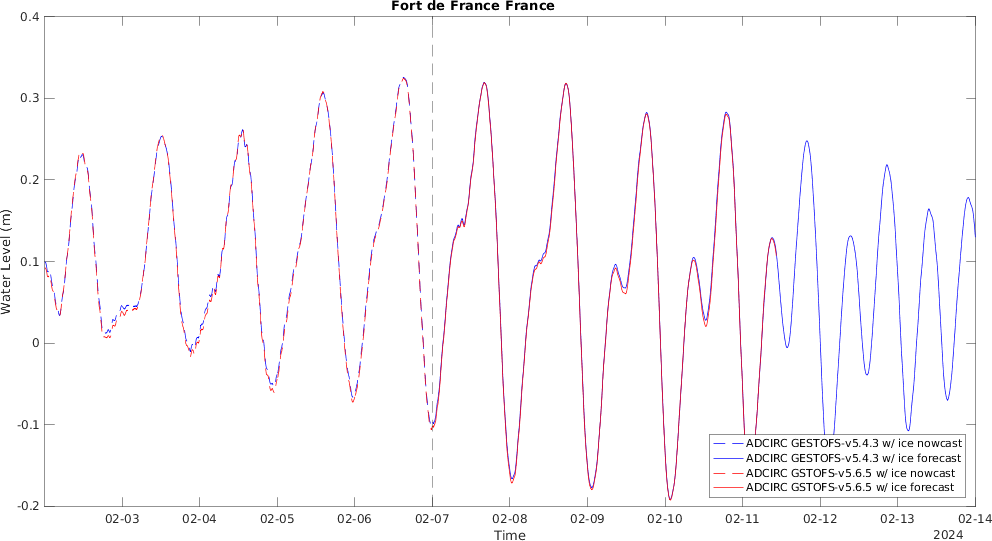 Fort de France France
0.4
0.3
0.2
0.1
0
-0.1
-0.2
Water Level (m)
ADCIRC GESTOFS-v5.4.3 w/ ice nowcast
ADCIRC GESTOFS-v5.4.3 w/ ice forecast
ADCIRC GSTOFS-v5.6.5 w/ ice nowcast
ADCIRC GSTOFS-v5.6.5 w/ ice forecast
02-03 02-04 02-05 02-06 02-07 02-08 02-09 02-10 02-11 02-12 02-13 02-14
Time
2024